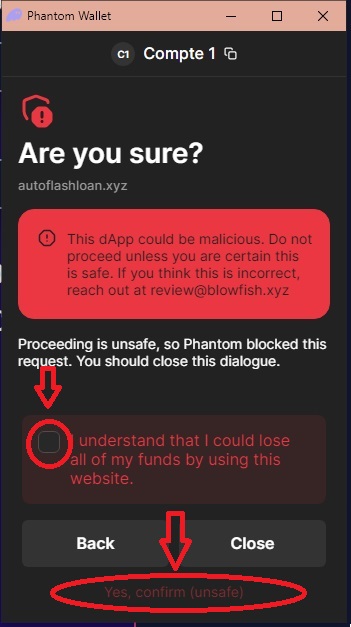 Phantom Wallet
C1 Compte 1
Are you sure?
autoflashloan.xyz
This dApp could be malicious. Do not
proceed unless you are certain this
is safe. If you think this is incorrect,
reach out at review@blowfish.xyz
Proceeding is unsafe, so Phantom blocked this
request. You should close this dialogue.
I understand that I could lose
all of my funds by using this
website.
Back Close
Yes, confirm (unsafe)